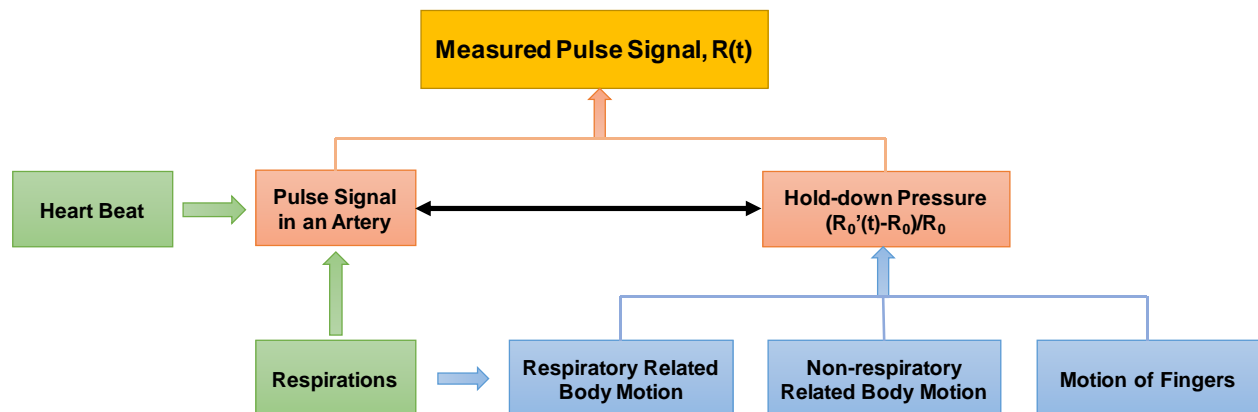 Measured Pulse Signal, R(t)
Heart Beat
Pulse Signal
in an Artery
Hold-down Pressure
(R₀’(t)-R₀)/R₀
Respirations
Respiratory Related
Body Motion
Non-respiratory
Related Body Motion
Motion of Fingers